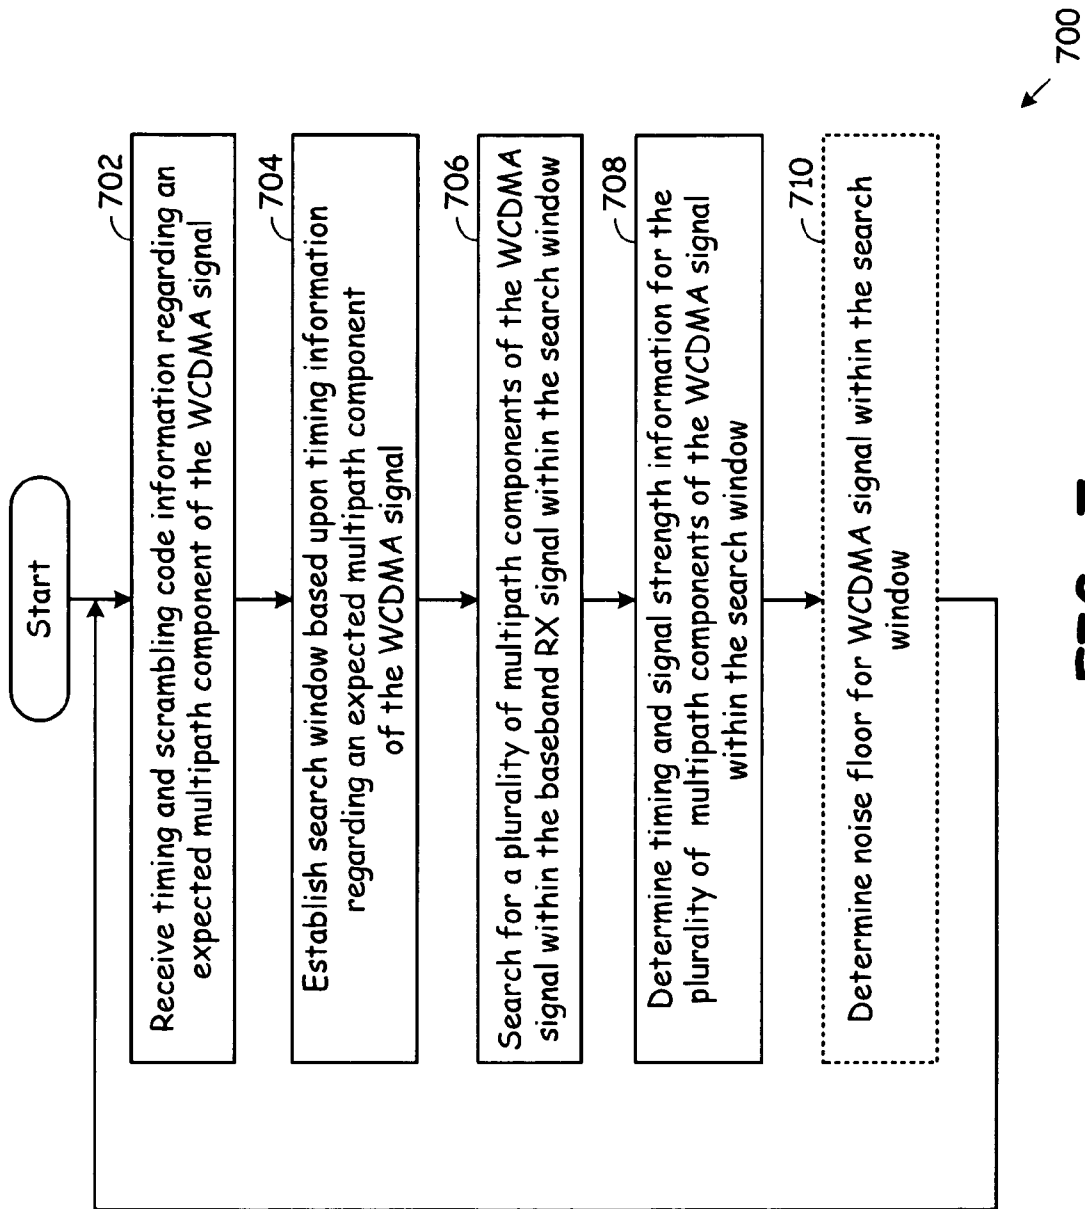 Start
702
Receive timing and scrambling code information regarding an
expected multipath component of the WCDMA signal
704
Establish search window based upon timing information
regarding an expected multipath component
of the WCDMA signal
706
Search for a plurality of multipath components of the WCDMA
signal within the baseband RX signal within the search window
708
Determine timing and signal strength information for the
plurality of multipath components of the WCDMA signal
within the search window
710
Determine noise floor for WCDMA signal within the search
window
700